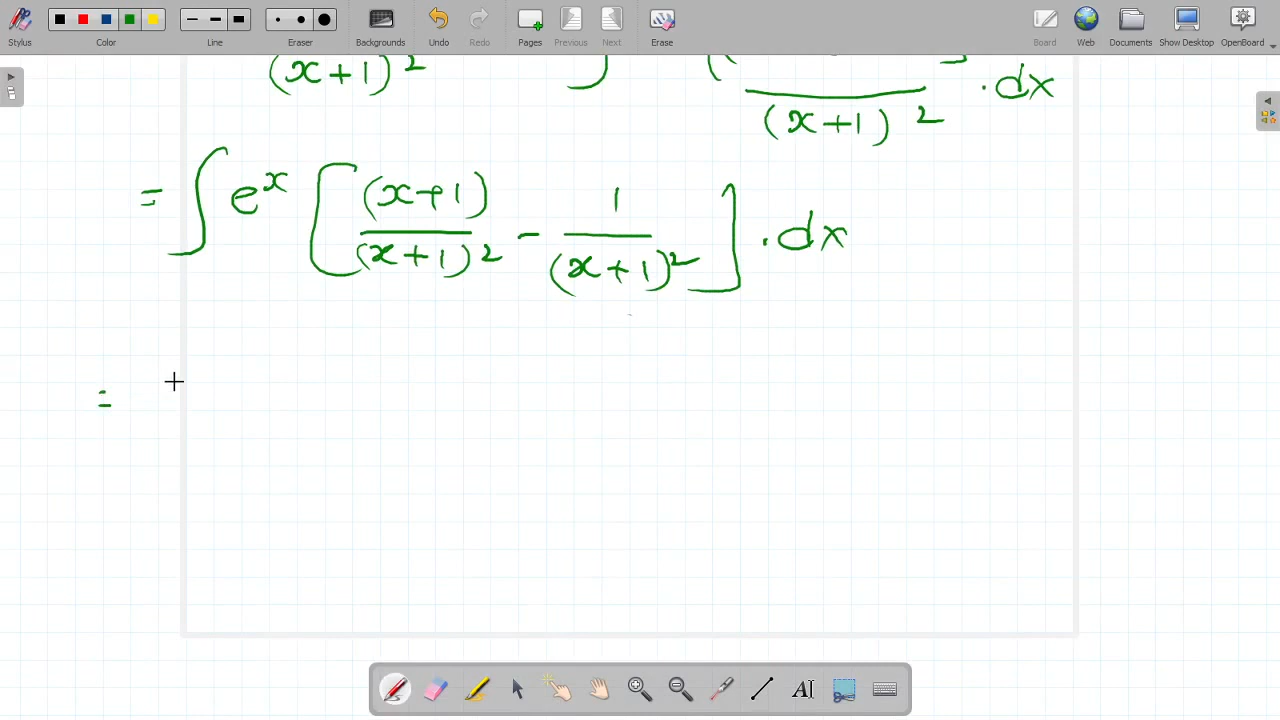 Stylus Color Line Eraser Backgrounds Undo Redo Pages Previous Next Erase Board Web Documents Show Desktop OpenBoard
(x+1)² ∫ (x+1)² . dx
= ∫ eˣ [ (x+1)/(x+1)² - 1/(x+1)² ] . dx
=